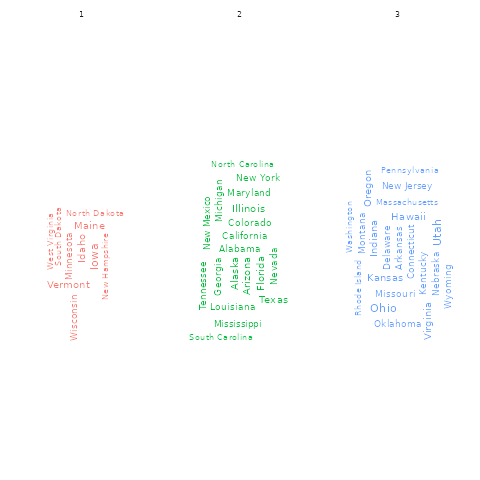 1
2
3
West Virginia
South Dakota
North Dakota
Maine
Minnesota
Idaho
Iowa
New Hampshire
Vermont
Wisconsin
North Carolina
New York
Maryland
Michigan
New Mexico
Illinois
Colorado
California
Alabama
Tennessee
Georgia
Alaska
Arizona
Florida
Nevada
Texas
Louisiana
Mississippi
South Carolina
Pennsylvania
Oregon
New Jersey
Massachusetts
Washington
Montana
Hawaii
Indiana
Delaware
Arkansas
Connecticut
Utah
Rhode Island
Kansas
Kentucky
Nebraska
Wyoming
Missouri
Ohio
Oklahoma
Virginia